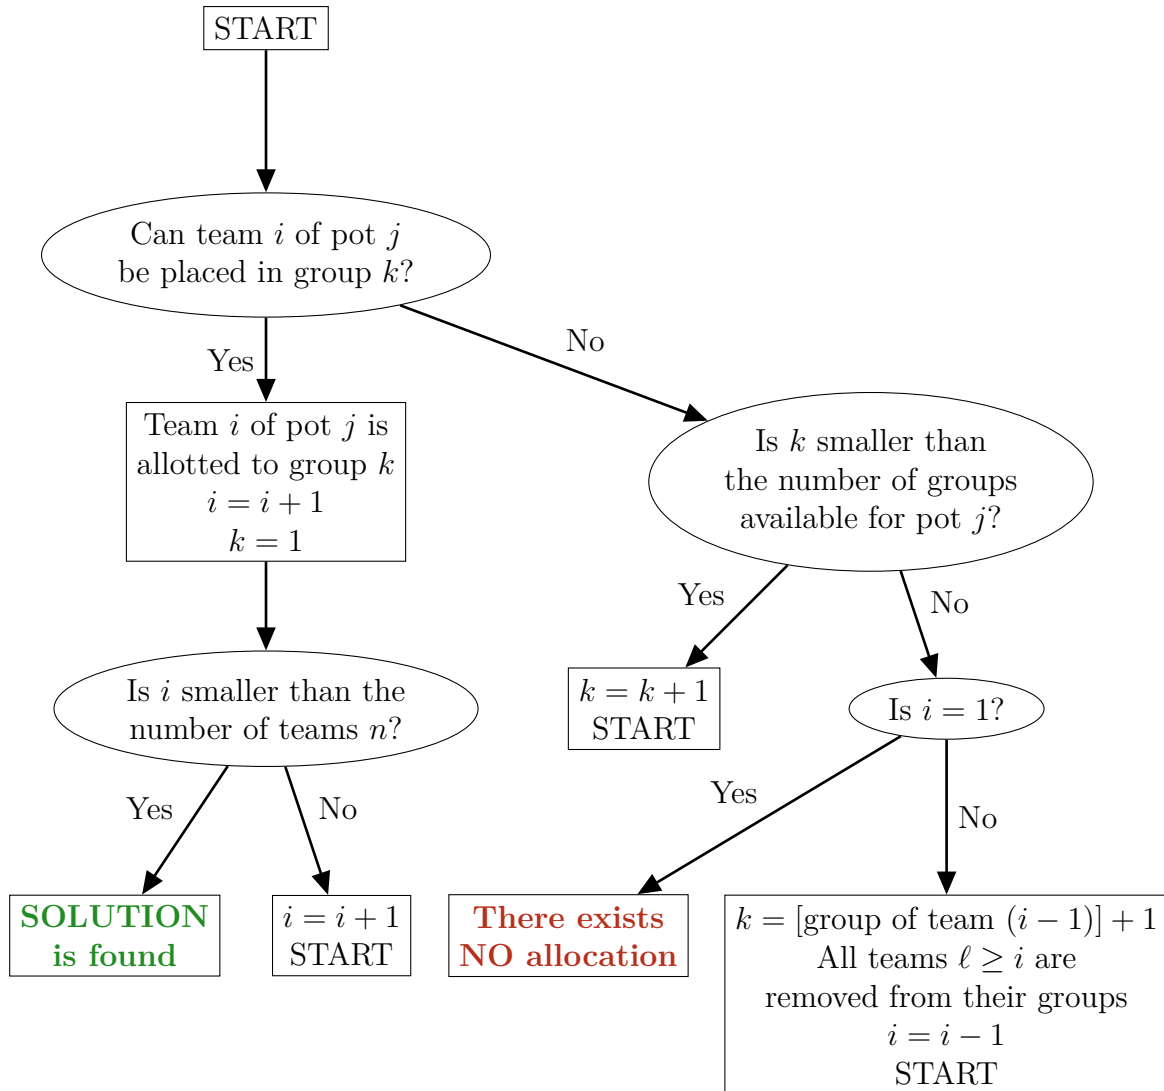 START
Can team i of pot j
be placed in group k?
Yes
No
Team i of pot j is
allotted to group k
i = i + 1
k = 1
Is k smaller than
the number of groups
available for pot j?
Yes
No
Is i smaller than the
number of teams n?
k = k + 1
START
Is i = 1?
Yes
No
Yes
No
SOLUTION
is found
i = i + 1
START
There exists
NO allocation
k = [group of team (i − 1)] + 1
All teams ℓ ≥ i are
removed from their groups
i = i − 1
START